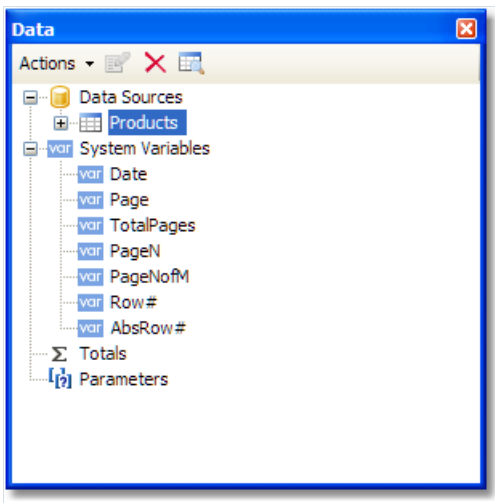 Data
Actions
Data Sources
Products
var System Variables
var Date
var Page
var TotalPages
var PageN
var PageNofM
var Row#
var AbsRow#
Σ Totals
[?] Parameters